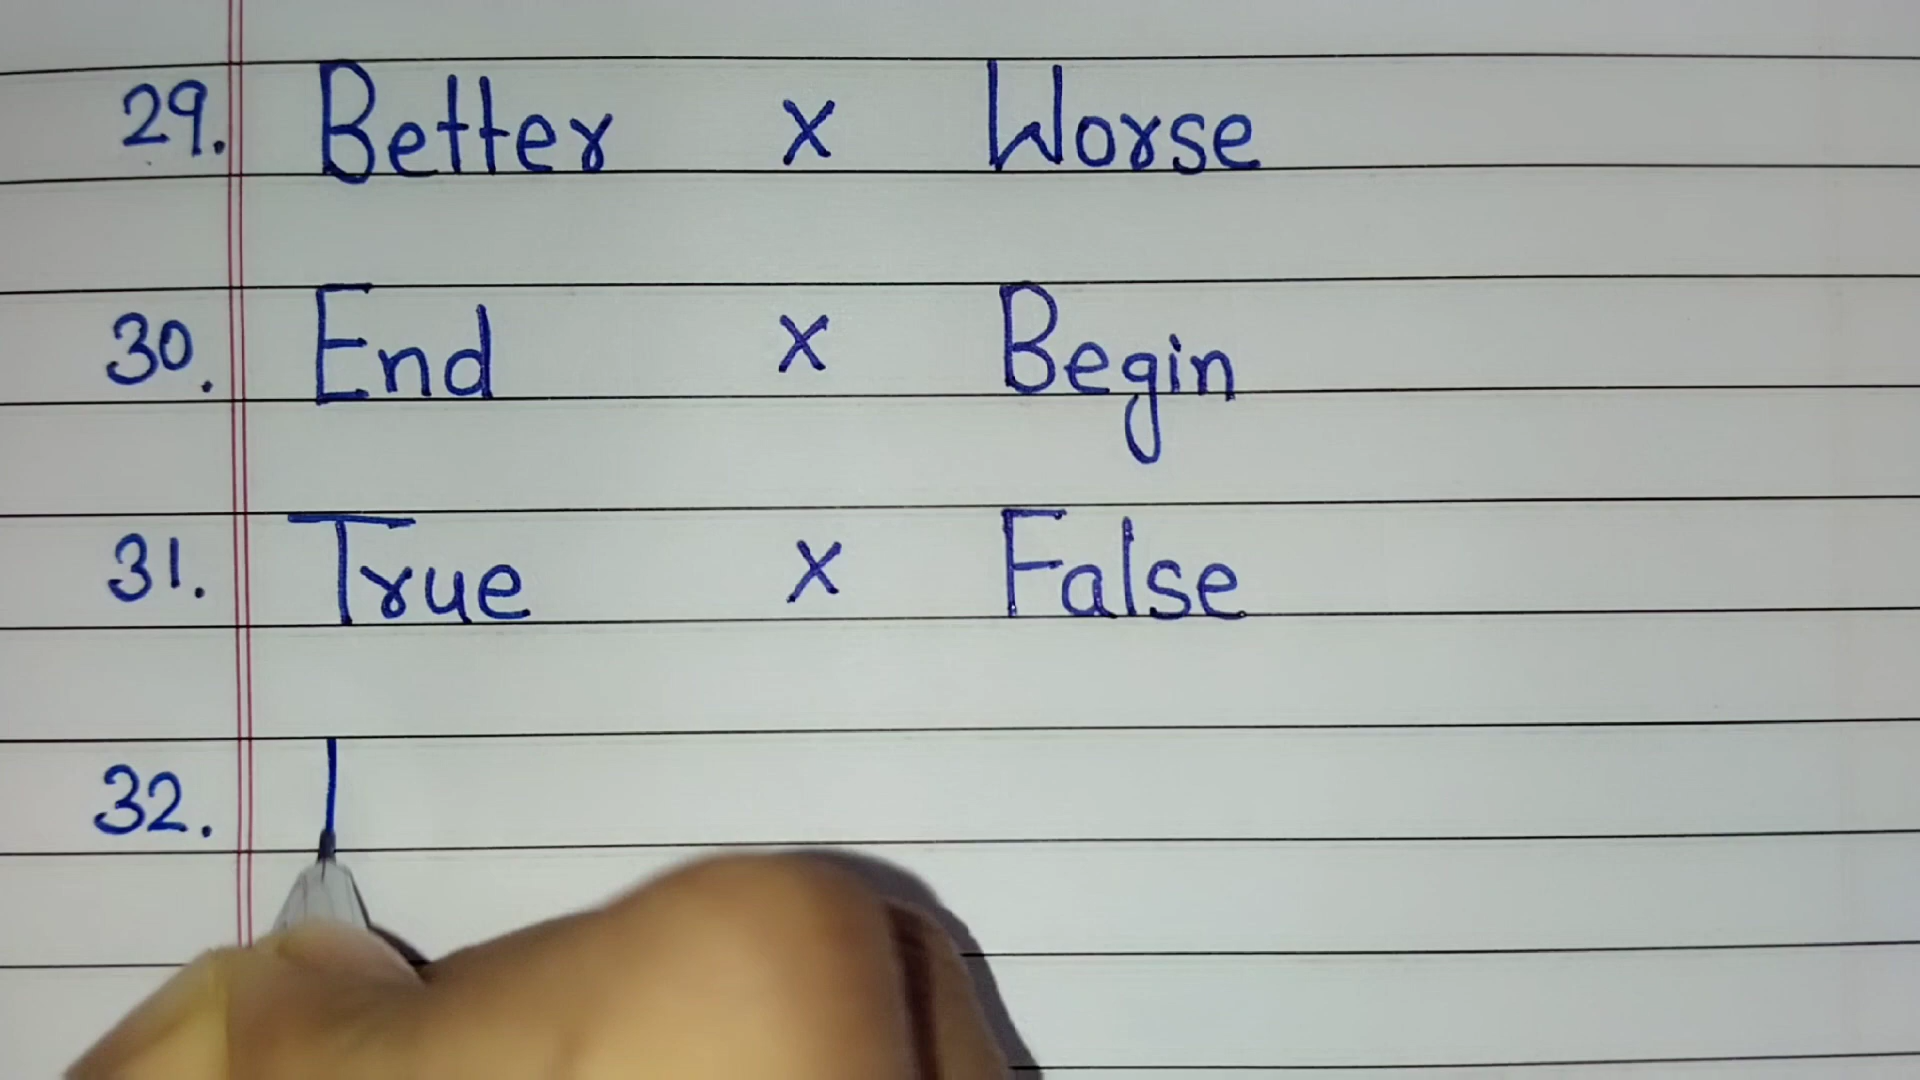 29. Better x Worse
30. End x Begin
31. True x False
32.